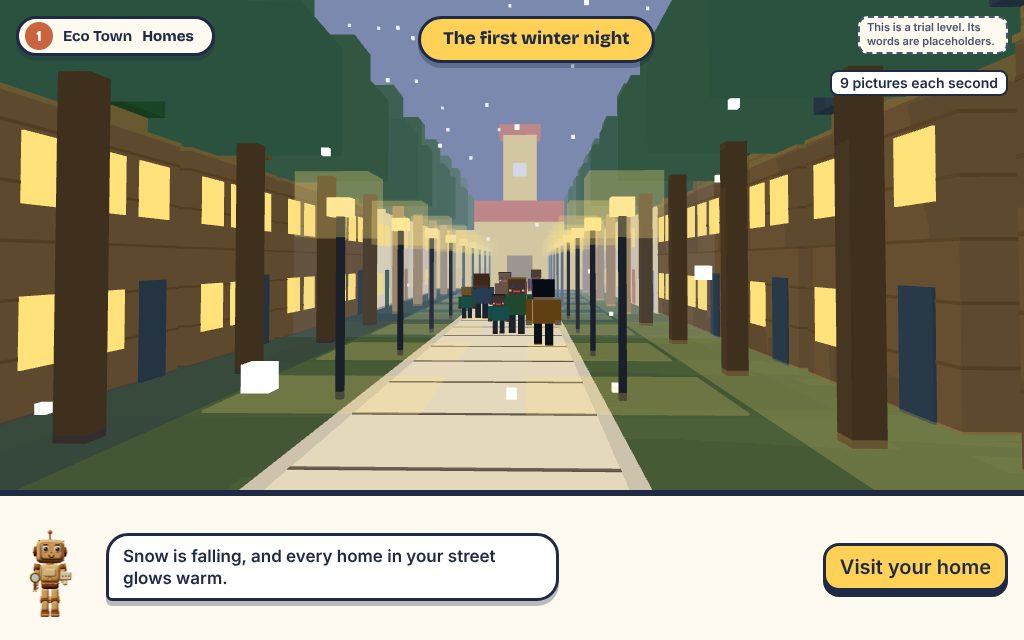 1 Eco Town Homes
The first winter night
This is a trial level. Its
words are placeholders.
9 pictures each second
Snow is falling, and every home in your street
glows warm.
Visit your home